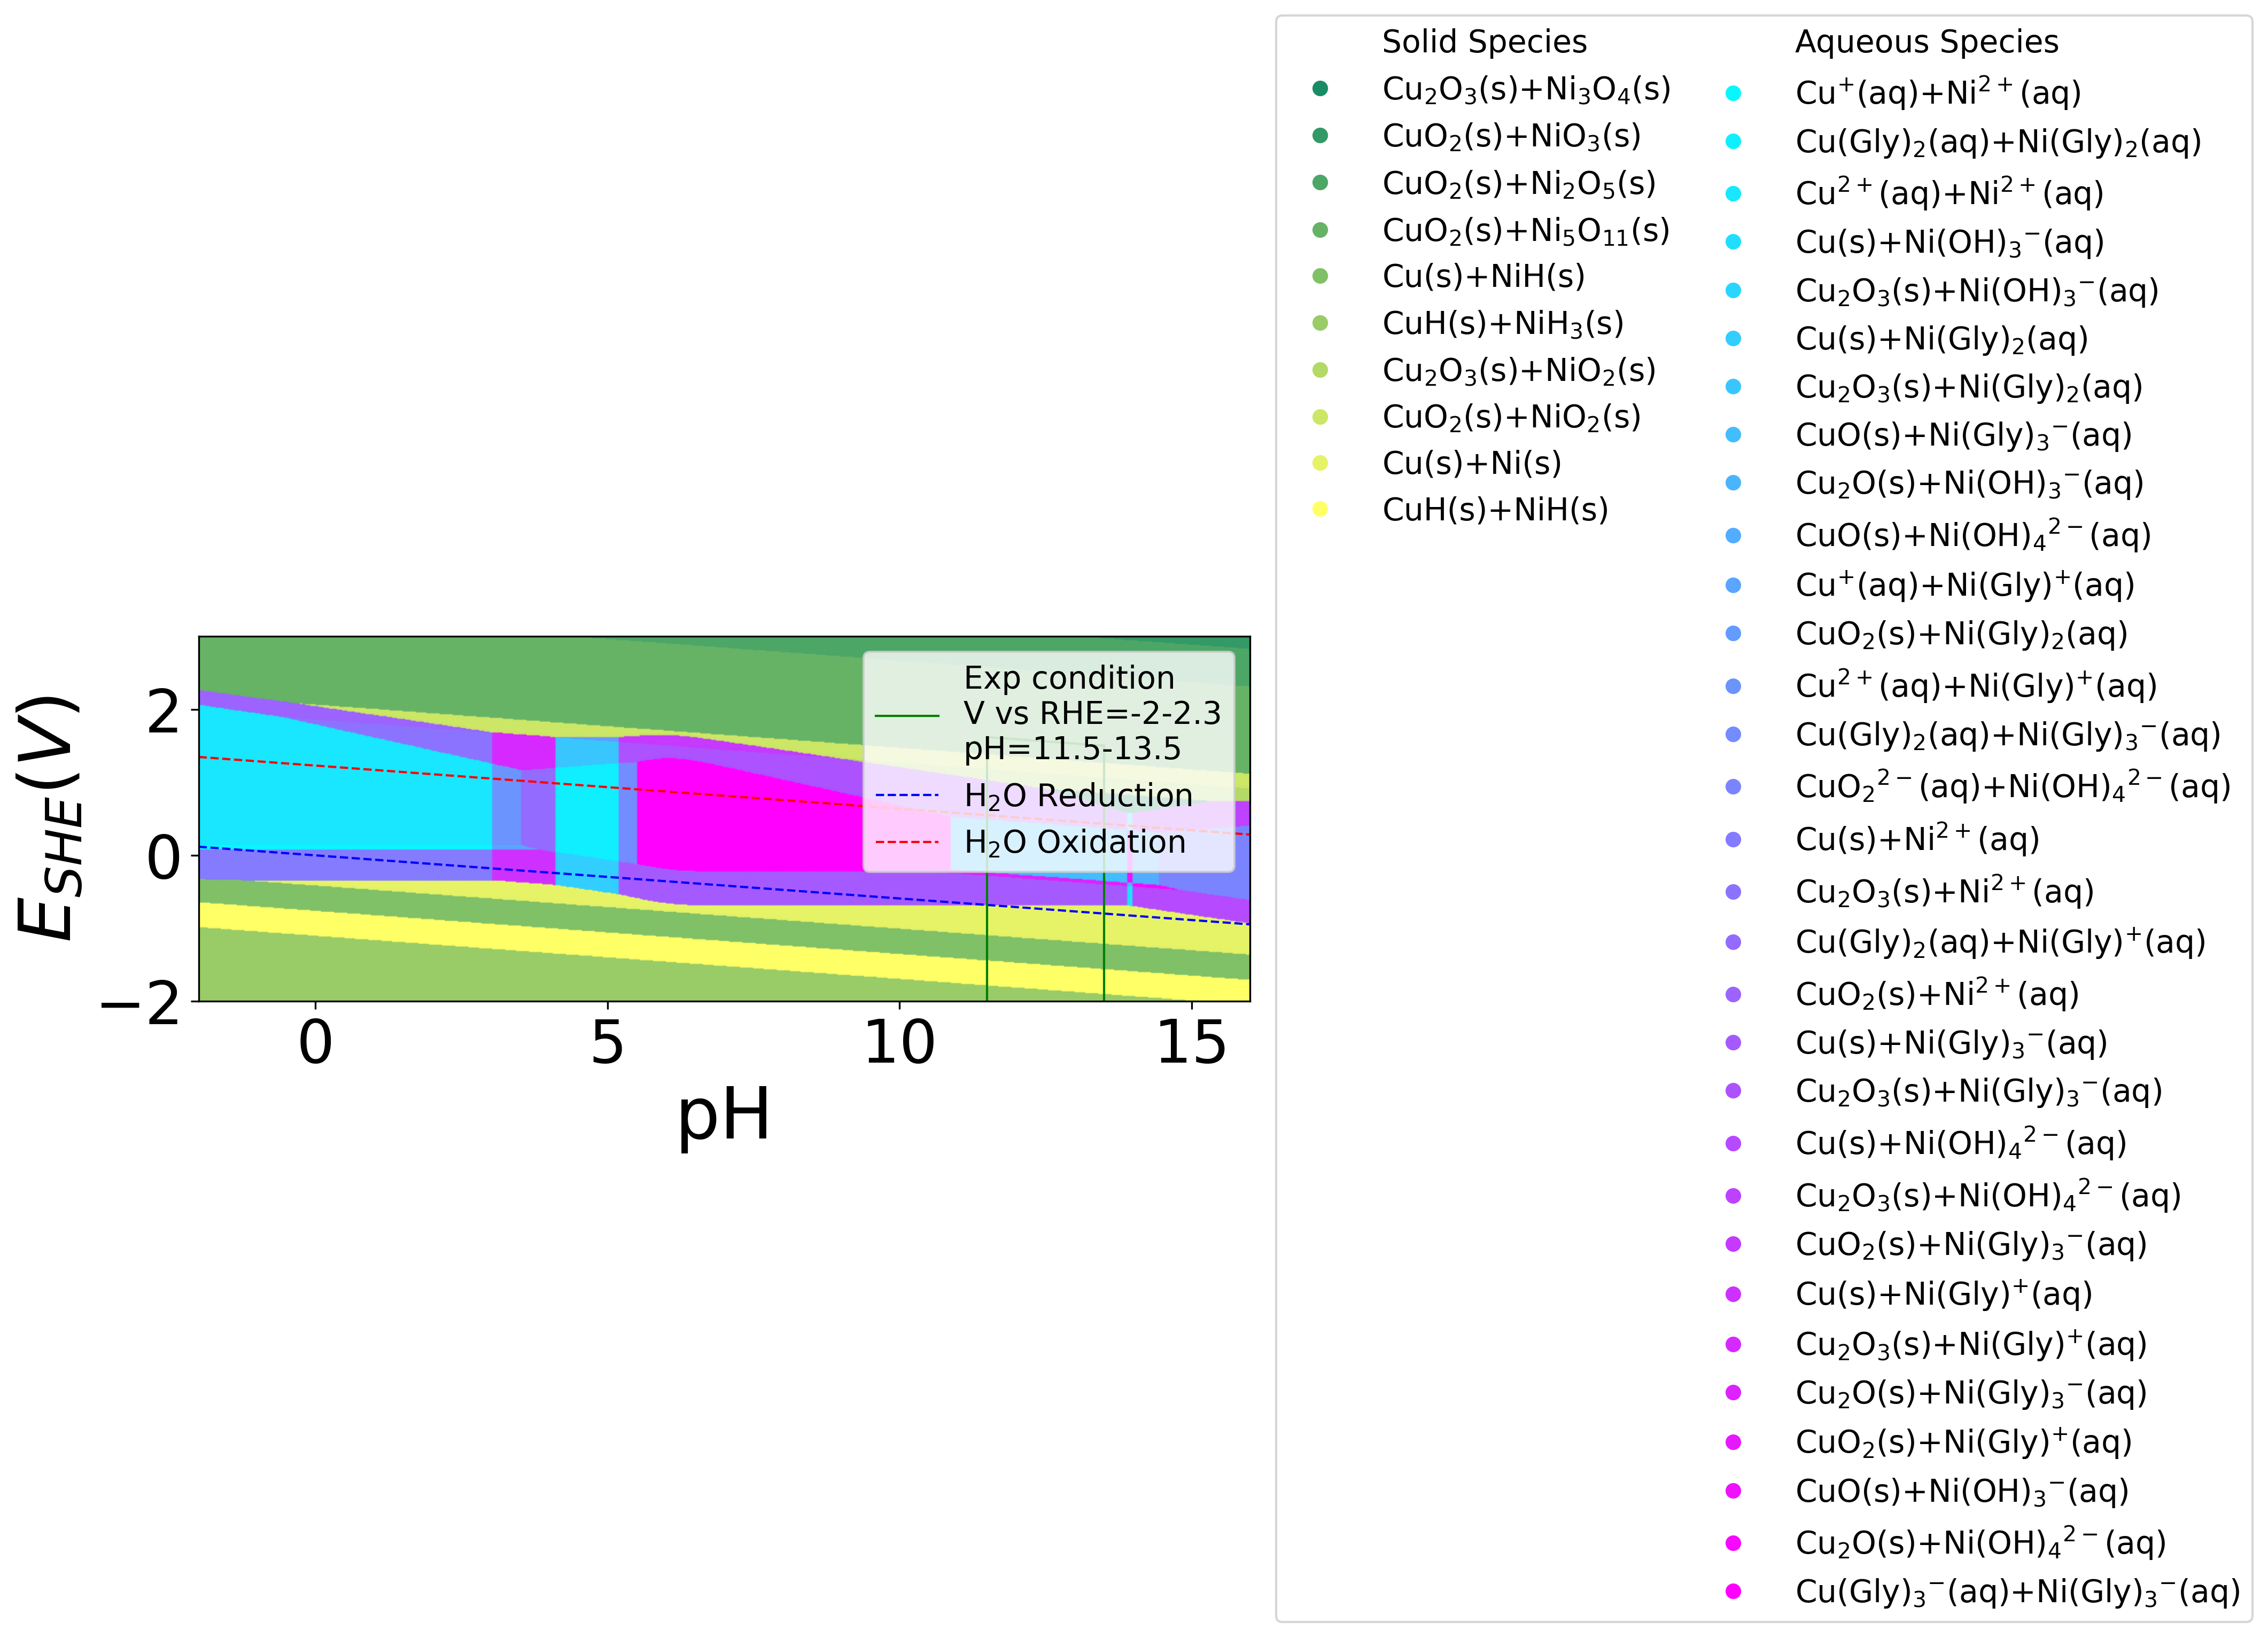 Solid Species
Cu₂O₃(s)+Ni₃O₄(s)
CuO₂(s)+NiO₃(s)
CuO₂(s)+Ni₂O₅(s)
CuO₂(s)+Ni₅O₁₁(s)
Cu(s)+NiH(s)
CuH(s)+NiH₃(s)
Cu₂O₃(s)+NiO₂(s)
CuO₂(s)+NiO₂(s)
Cu(s)+Ni(s)
CuH(s)+NiH(s)
Aqueous Species
Cu⁺(aq)+Ni²⁺(aq)
Cu(Gly)₂(aq)+Ni(Gly)₂(aq)
Cu²⁺(aq)+Ni²⁺(aq)
Cu(s)+Ni(OH)₃⁻(aq)
Cu₂O₃(s)+Ni(OH)₃⁻(aq)
Cu(s)+Ni(Gly)₂(aq)
Cu₂O₃(s)+Ni(Gly)₂(aq)
CuO(s)+Ni(Gly)₃⁻(aq)
Cu₂O(s)+Ni(OH)₃⁻(aq)
CuO(s)+Ni(OH)₄²⁻(aq)
Cu⁺(aq)+Ni(Gly)⁺(aq)
CuO₂(s)+Ni(Gly)₂(aq)
Cu²⁺(aq)+Ni(Gly)⁺(aq)
Cu(Gly)₂(aq)+Ni(Gly)₃⁻(aq)
CuO₂²⁻(aq)+Ni(OH)₄²⁻(aq)
Cu(s)+Ni²⁺(aq)
Cu₂O₃(s)+Ni²⁺(aq)
Cu(Gly)₂(aq)+Ni(Gly)⁺(aq)
CuO₂(s)+Ni²⁺(aq)
Cu(s)+Ni(Gly)₃⁻(aq)
Cu₂O₃(s)+Ni(Gly)₃⁻(aq)
Cu(s)+Ni(OH)₄²⁻(aq)
Cu₂O₃(s)+Ni(OH)₄²⁻(aq)
CuO₂(s)+Ni(Gly)₃⁻(aq)
Cu(s)+Ni(Gly)⁺(aq)
Cu₂O₃(s)+Ni(Gly)⁺(aq)
Cu₂O(s)+Ni(Gly)₃⁻(aq)
CuO₂(s)+Ni(Gly)⁺(aq)
CuO(s)+Ni(OH)₃⁻(aq)
Cu₂O(s)+Ni(OH)₄²⁻(aq)
Cu(Gly)₃⁻(aq)+Ni(Gly)₃⁻(aq)
Exp condition
V vs RHE=-2-2.3
pH=11.5-13.5
H₂O Reduction
H₂O Oxidation
E_SHE(V)
2
0
−2
0 5 10 15
pH